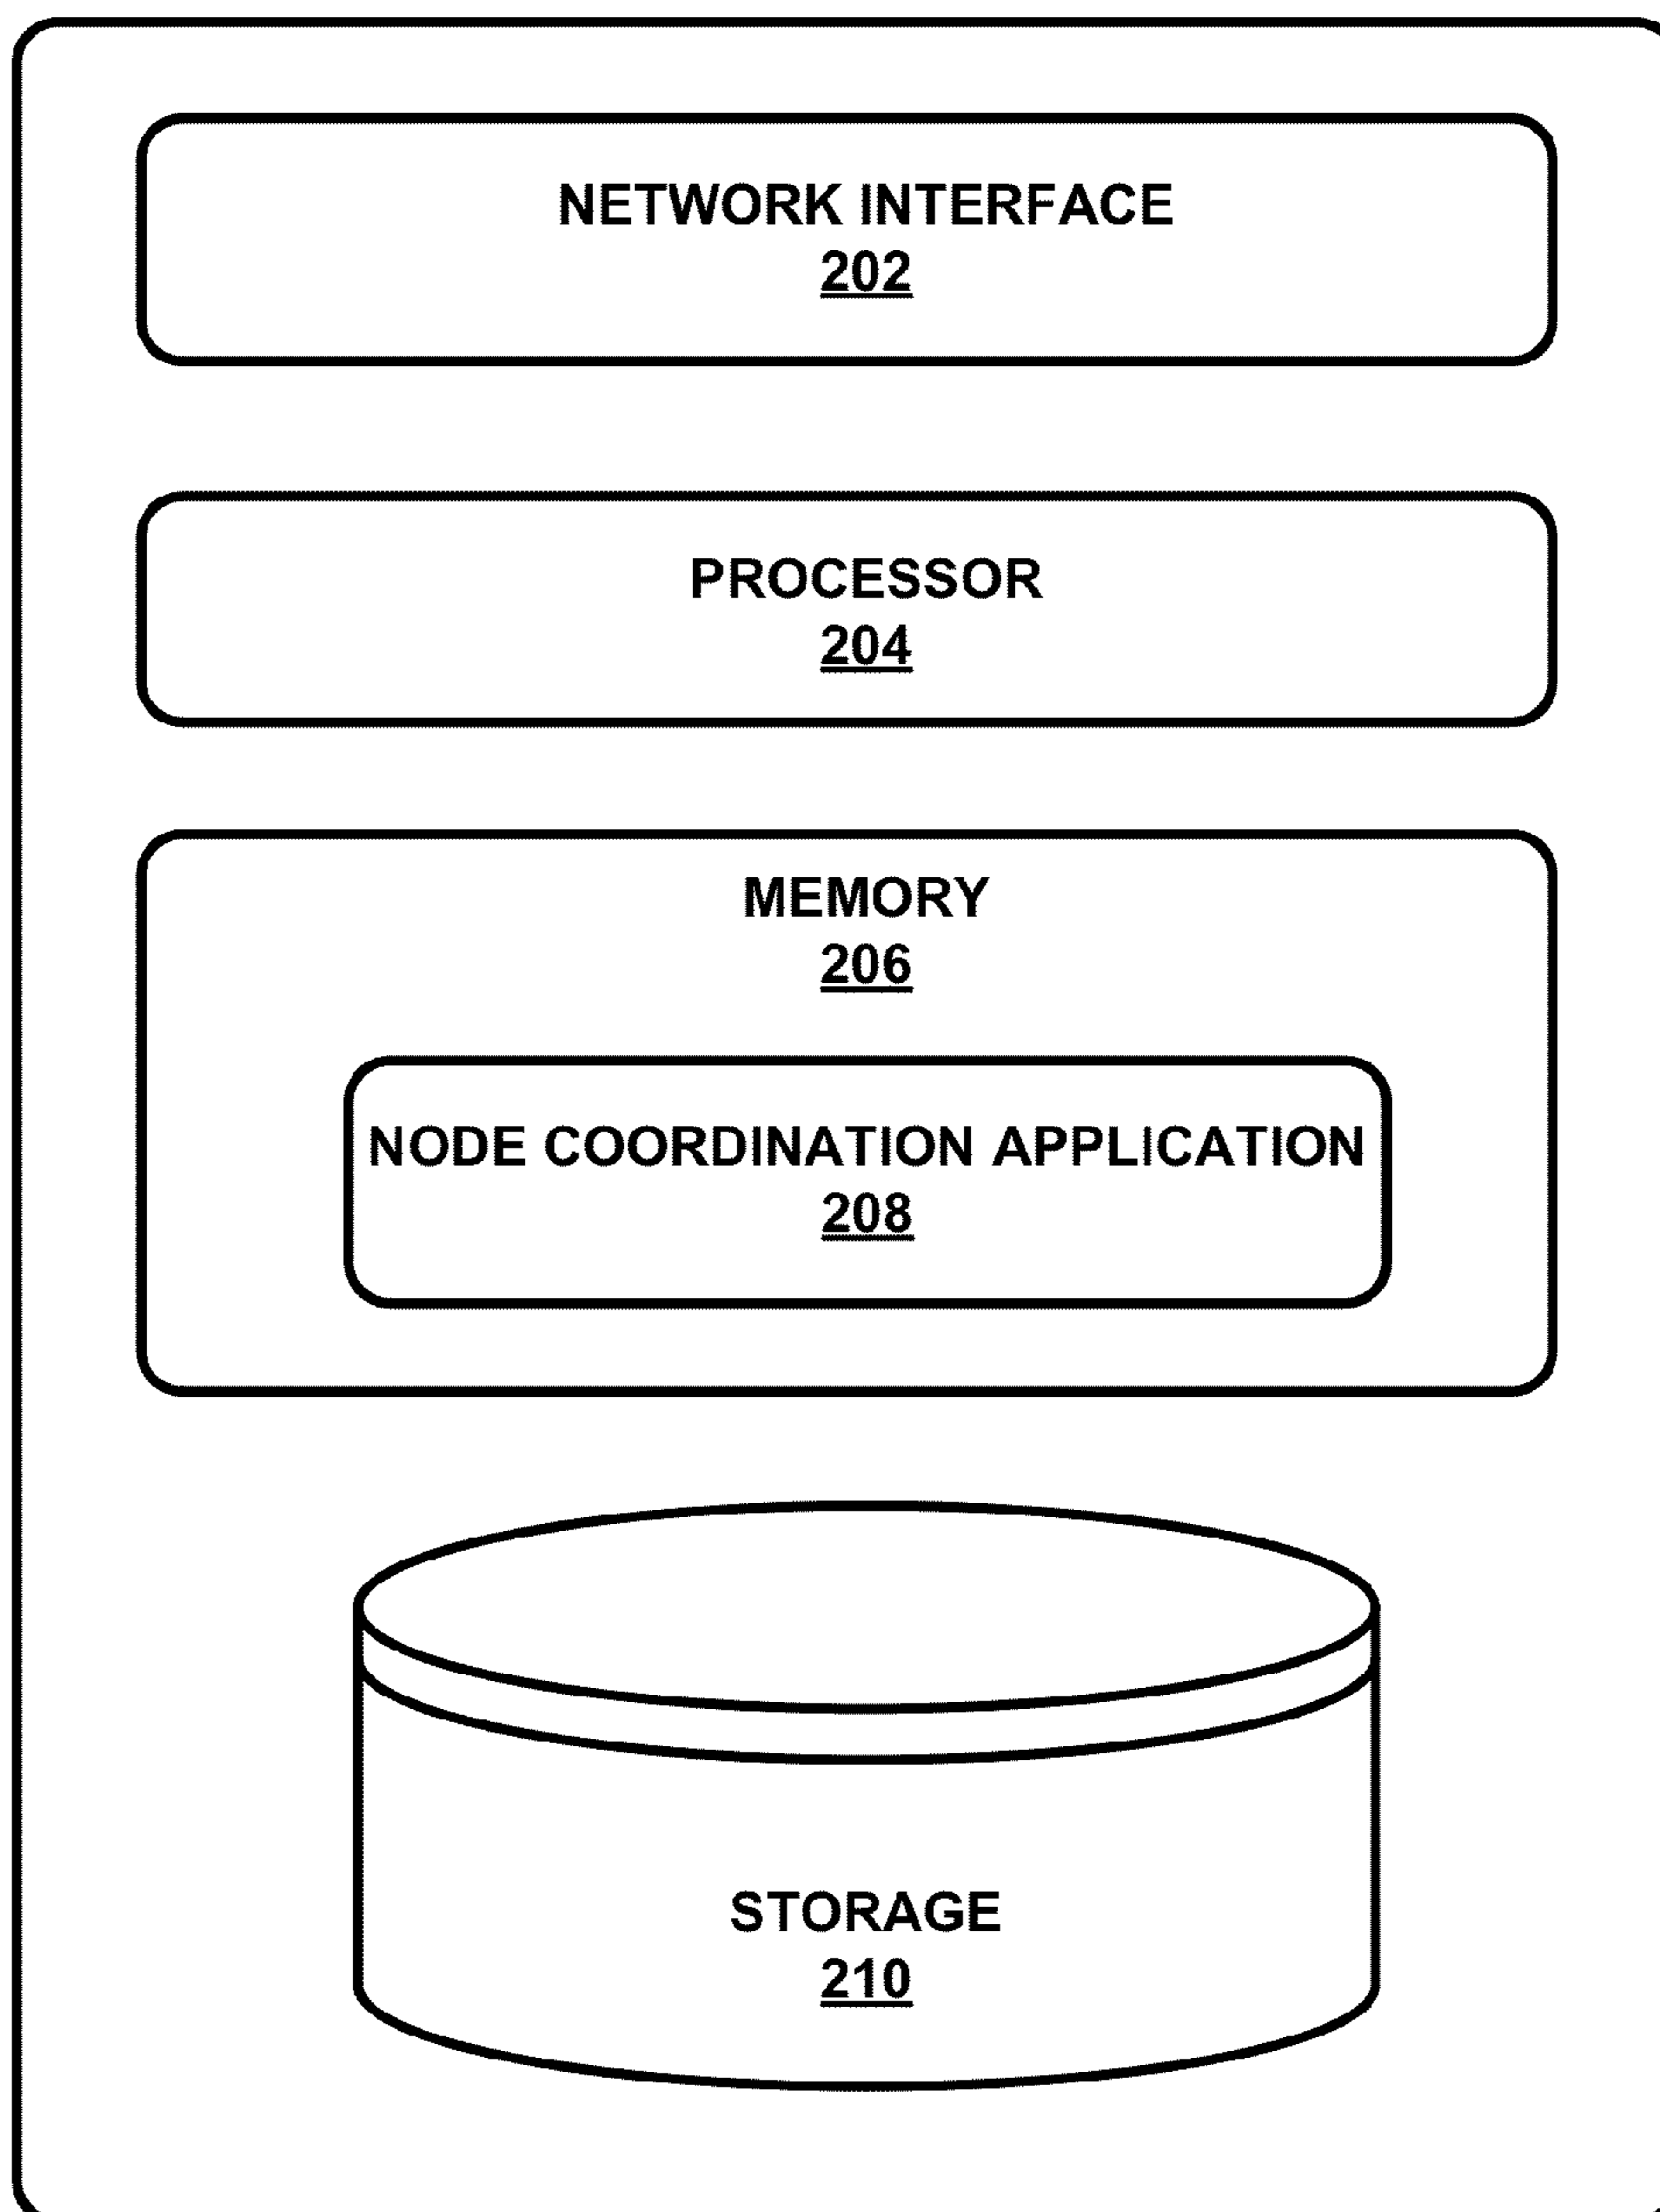 NETWORK INTERFACE
202
PROCESSOR
204
MEMORY
206
NODE COORDINATION APPLICATION
208
STORAGE
210